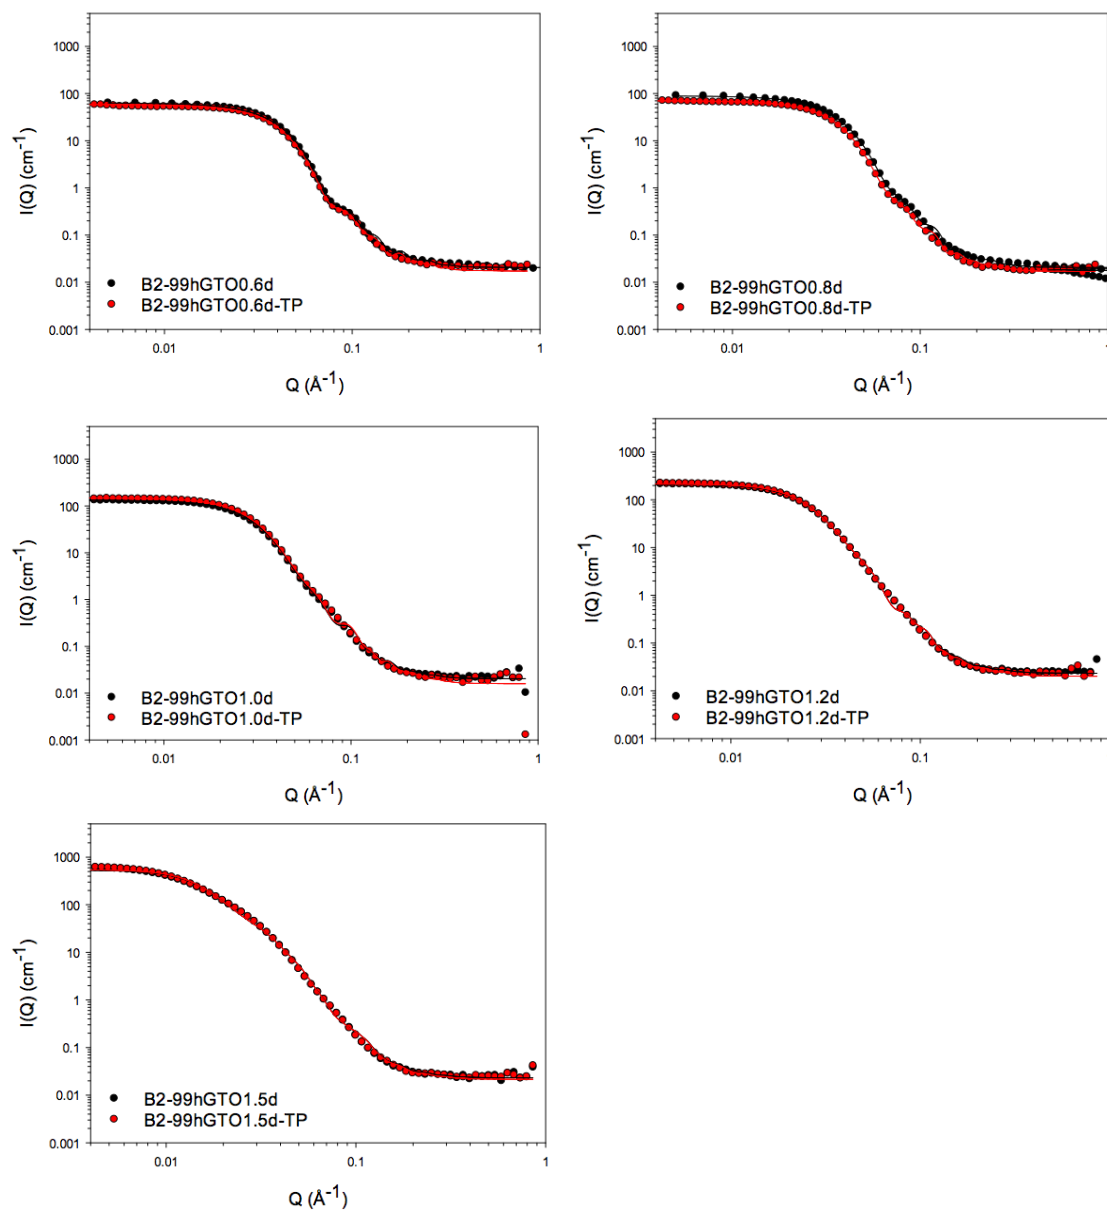 1000
100
10
1
0.1
0.01
0.001
I(Q) (cm⁻¹)
B2-99hGTO0.6d
B2-99hGTO0.6d-TP
0.01
0.1
1
Q (Å⁻¹)
1000
100
10
1
0.1
0.01
0.001
I(Q) (cm⁻¹)
B2-99hGTO0.8d
B2-99hGTO0.8d-TP
0.01
0.1
1
Q (Å⁻¹)
1000
100
10
1
0.1
0.01
0.001
I(Q) (cm⁻¹)
B2-99hGTO1.0d
B2-99hGTO1.0d-TP
0.01
0.1
1
Q (Å⁻¹)
1000
100
10
1
0.1
0.01
0.001
I(Q) (cm⁻¹)
B2-99hGTO1.2d
B2-99hGTO1.2d-TP
0.01
0.1
Q (Å⁻¹)
1000
100
10
1
0.1
0.01
0.001
I(Q) (cm⁻¹)
B2-99hGTO1.5d
B2-99hGTO1.5d-TP
0.01
0.1
1
Q (Å⁻¹)